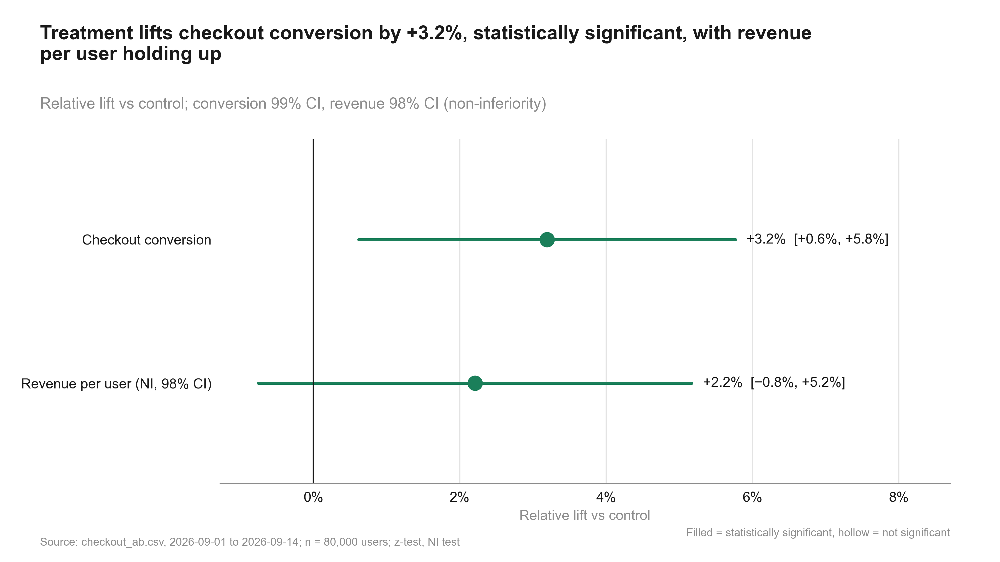 Treatment lifts checkout conversion by +3.2%, statistically significant, with revenue
per user holding up
Relative lift vs control; conversion 99% CI, revenue 98% CI (non-inferiority)
Checkout conversion
+3.2%  [+0.6%, +5.8%]
Revenue per user (NI, 98% CI)
+2.2%  [−0.8%, +5.2%]
0%
2%
4%
6%
8%
Relative lift vs control
Filled = statistically significant, hollow = not significant
Source: checkout_ab.csv, 2026-09-01 to 2026-09-14; n = 80,000 users; z-test, NI test